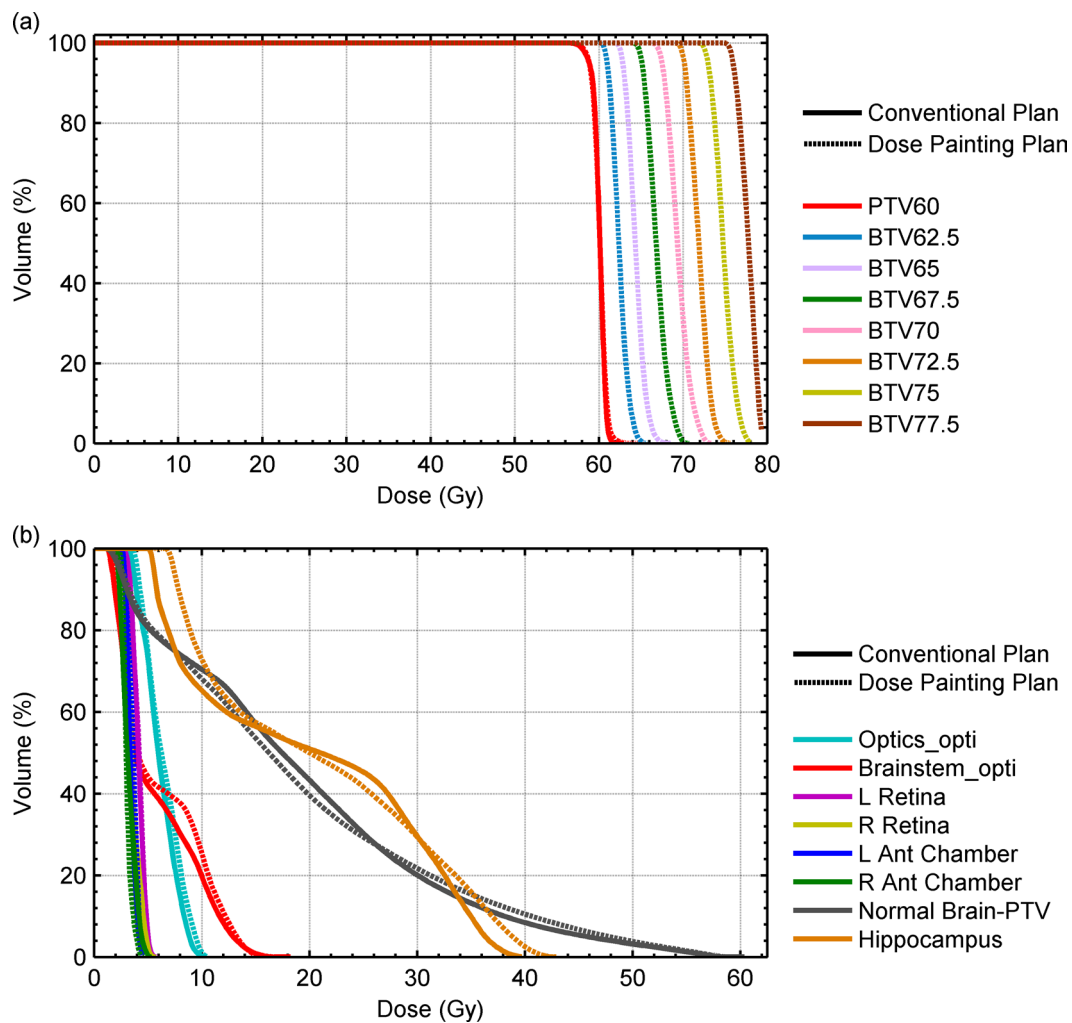 (a)
100
80
60
40
20
0
Volume (%)
0 10 20 30 40 50 60 70 80
Dose (Gy)
Conventional Plan
Dose Painting Plan
PTV60
BTV62.5
BTV65
BTV67.5
BTV70
BTV72.5
BTV75
BTV77.5
(b)
100
80
60
40
20
0
Volume (%)
0 10 20 30 40 50 60
Dose (Gy)
Conventional Plan
Dose Painting Plan
Optics_opti
Brainstem_opti
L Retina
R Retina
L Ant Chamber
R Ant Chamber
Normal Brain-PTV
Hippocampus